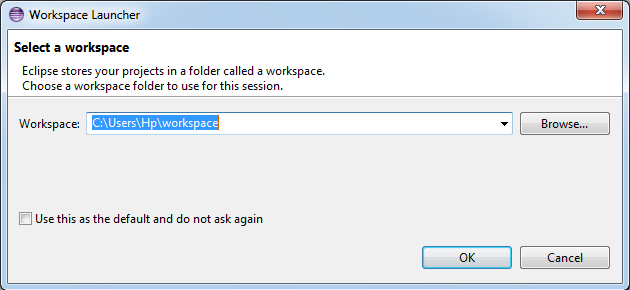 Workspace Launcher
Select a workspace
Eclipse stores your projects in a folder called a workspace.
Choose a workspace folder to use for this session.
Workspace: C:\Users\Hp\workspace Browse...
Use this as the default and do not ask again
OK Cancel